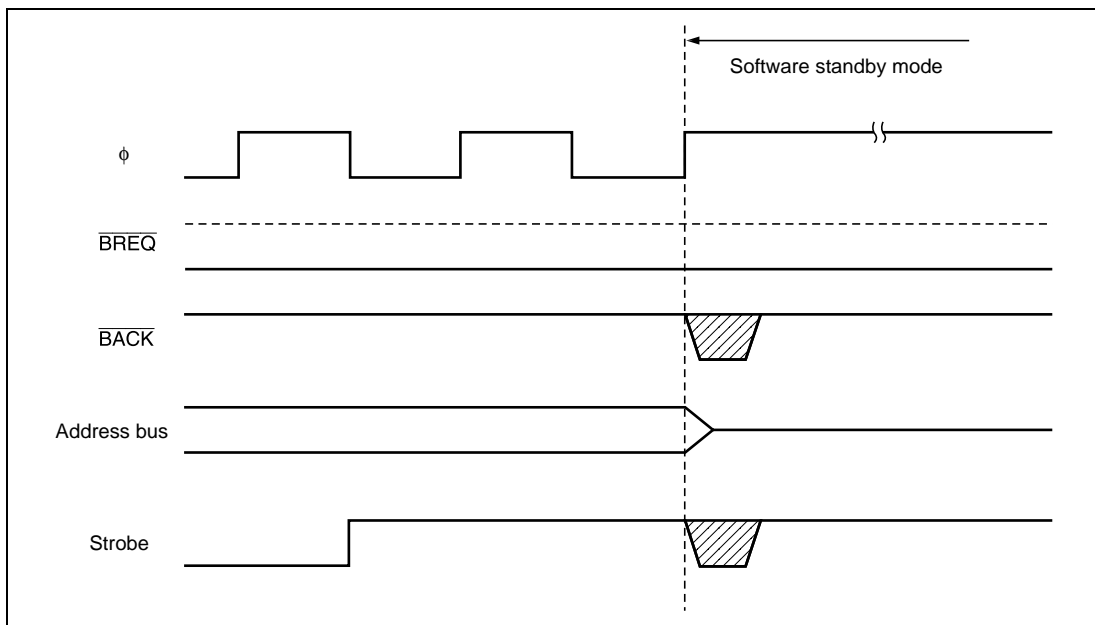 Software standby mode
ϕ
BREQ
BACK
Address bus
Strobe